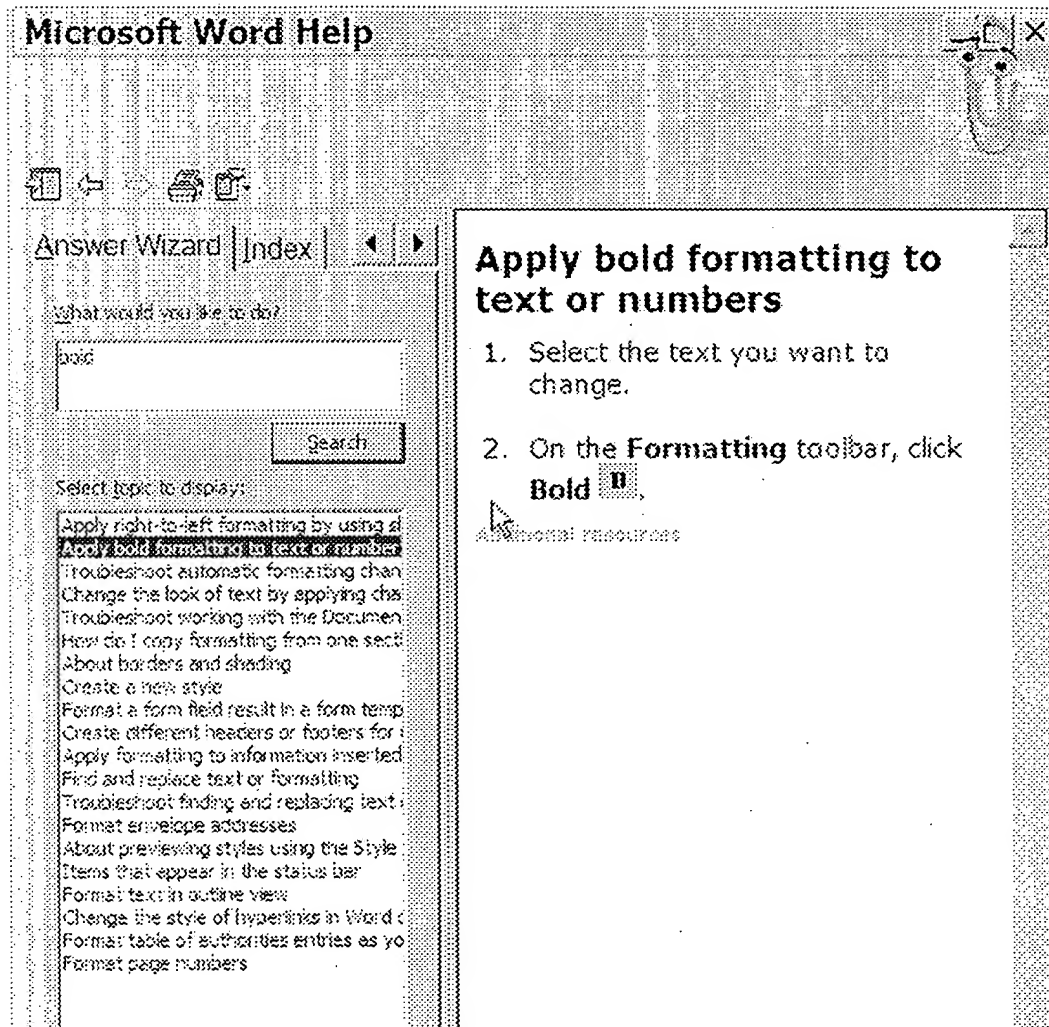 Microsoft Word Help
Answer Wizard
Index
What would you like to do?
bold
Search
Select topic to display:
Apply right-to-left formatting by using
Apply bold formatting to text or number
Troubleshoot automatic formatting chan
Change the look of text by applying cha
Troubleshoot working with the Documen
How do I copy formatting from one secti
About borders and shading
Create a new style
Format a form field result in a form temp
Create different headers or footers for
Apply formatting to information inserted
Find and replace text or formatting
Troubleshoot finding and replacing text
Format envelope addresses
About previewing styles using the Style
Items that appear in the status bar
Format text in outline view
Change the style of hyperlinks in Word
Format table of authorities entries as yo
Format page numbers
Apply bold formatting to
text or numbers
1. Select the text you want to
change.
2. On the Formatting toolbar, click
Bold B.
Additional resources